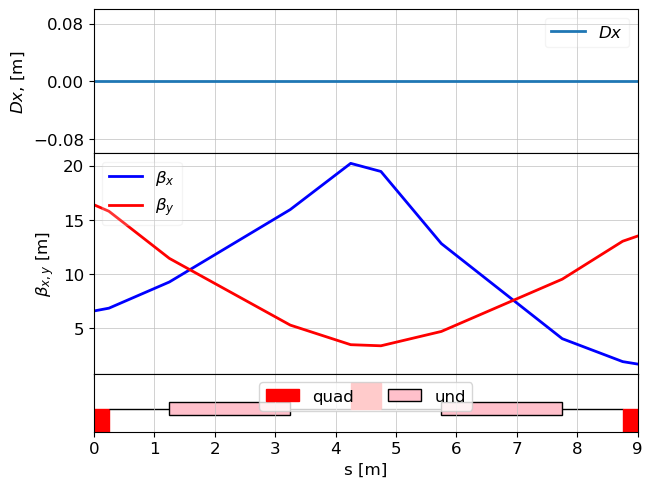 Dx, [m]
0.08
0.00
−0.08
Dx
βx,y [m]
20
15
10
5
βx
βy
quad
und
0 1 2 3 4 5 6 7 8 9
s [m]